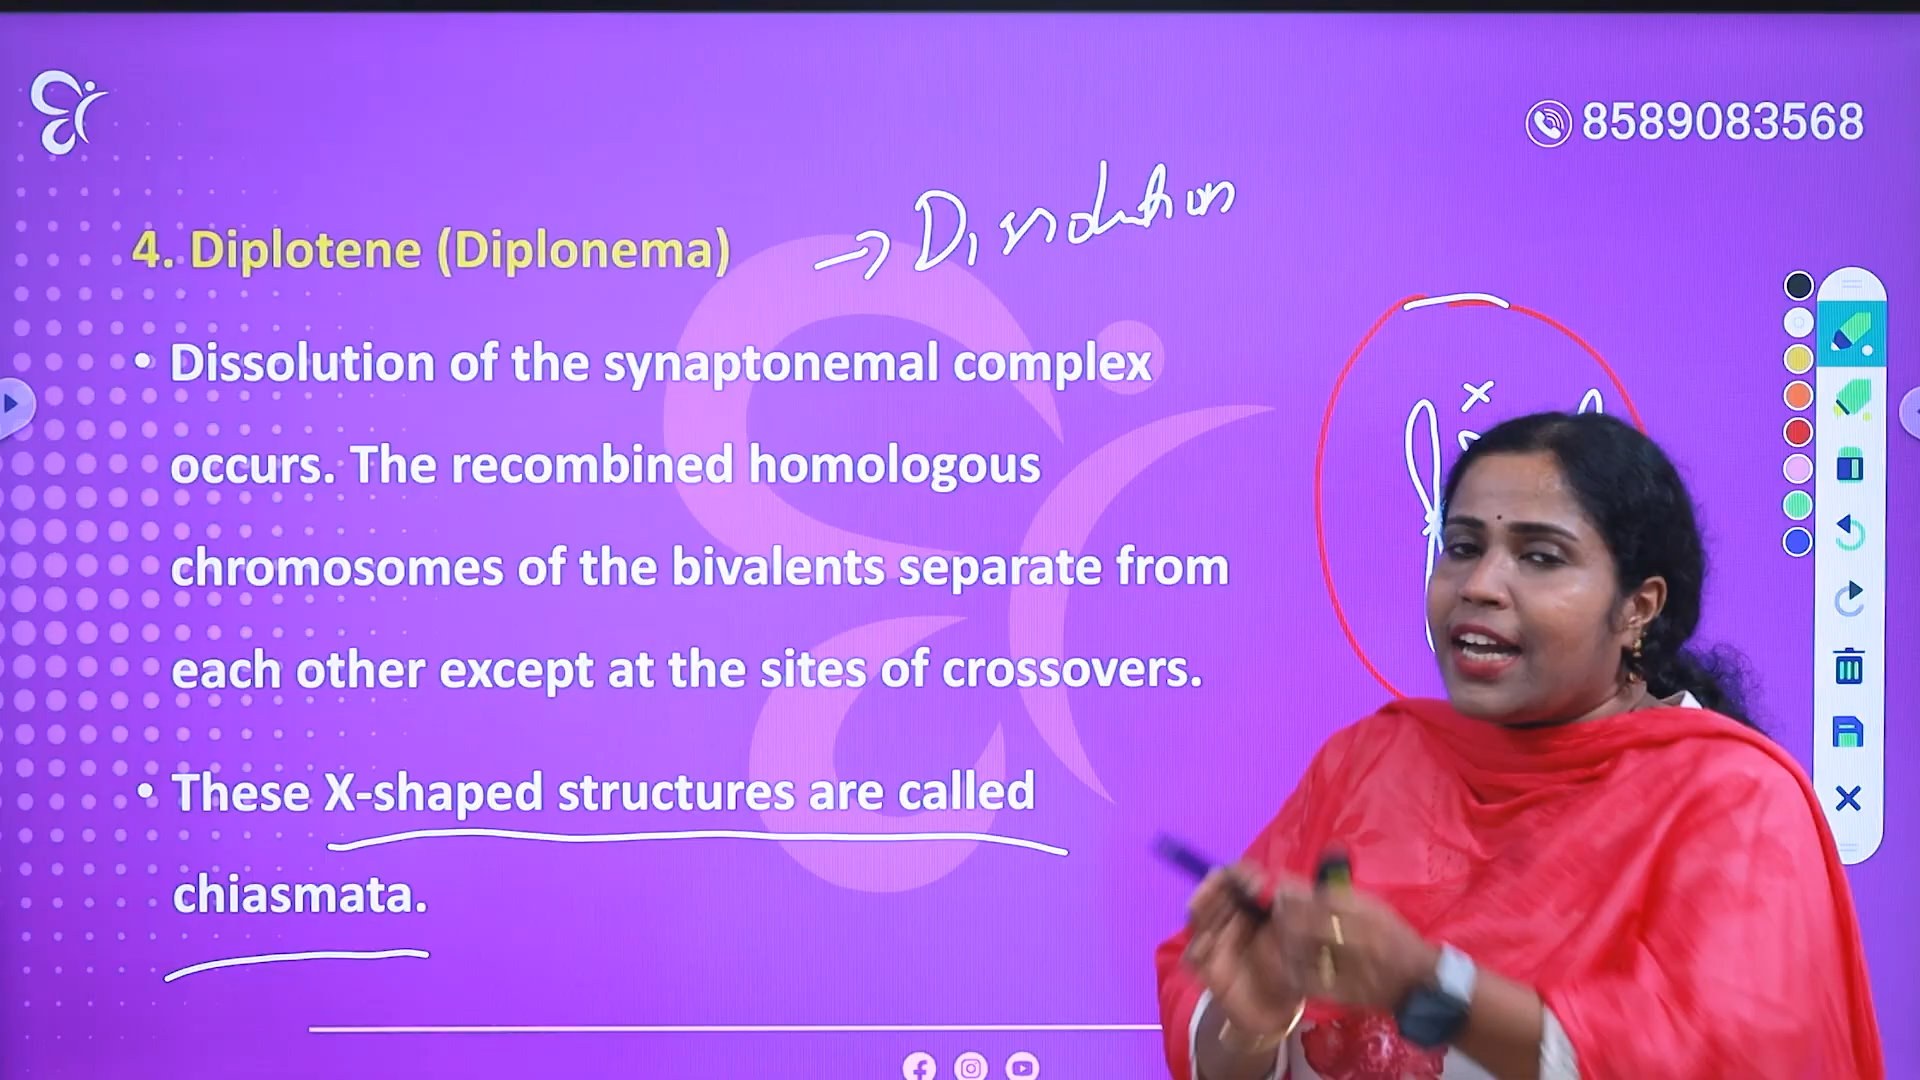 8589083568
→ Dissolution
4. Diplotene (Diplonema)
• Dissolution of the synaptonemal complex
occurs. The recombined homologous
chromosomes of the bivalents separate from
each other except at the sites of crossovers.
x
• These X-shaped structures are called
chiasmata.